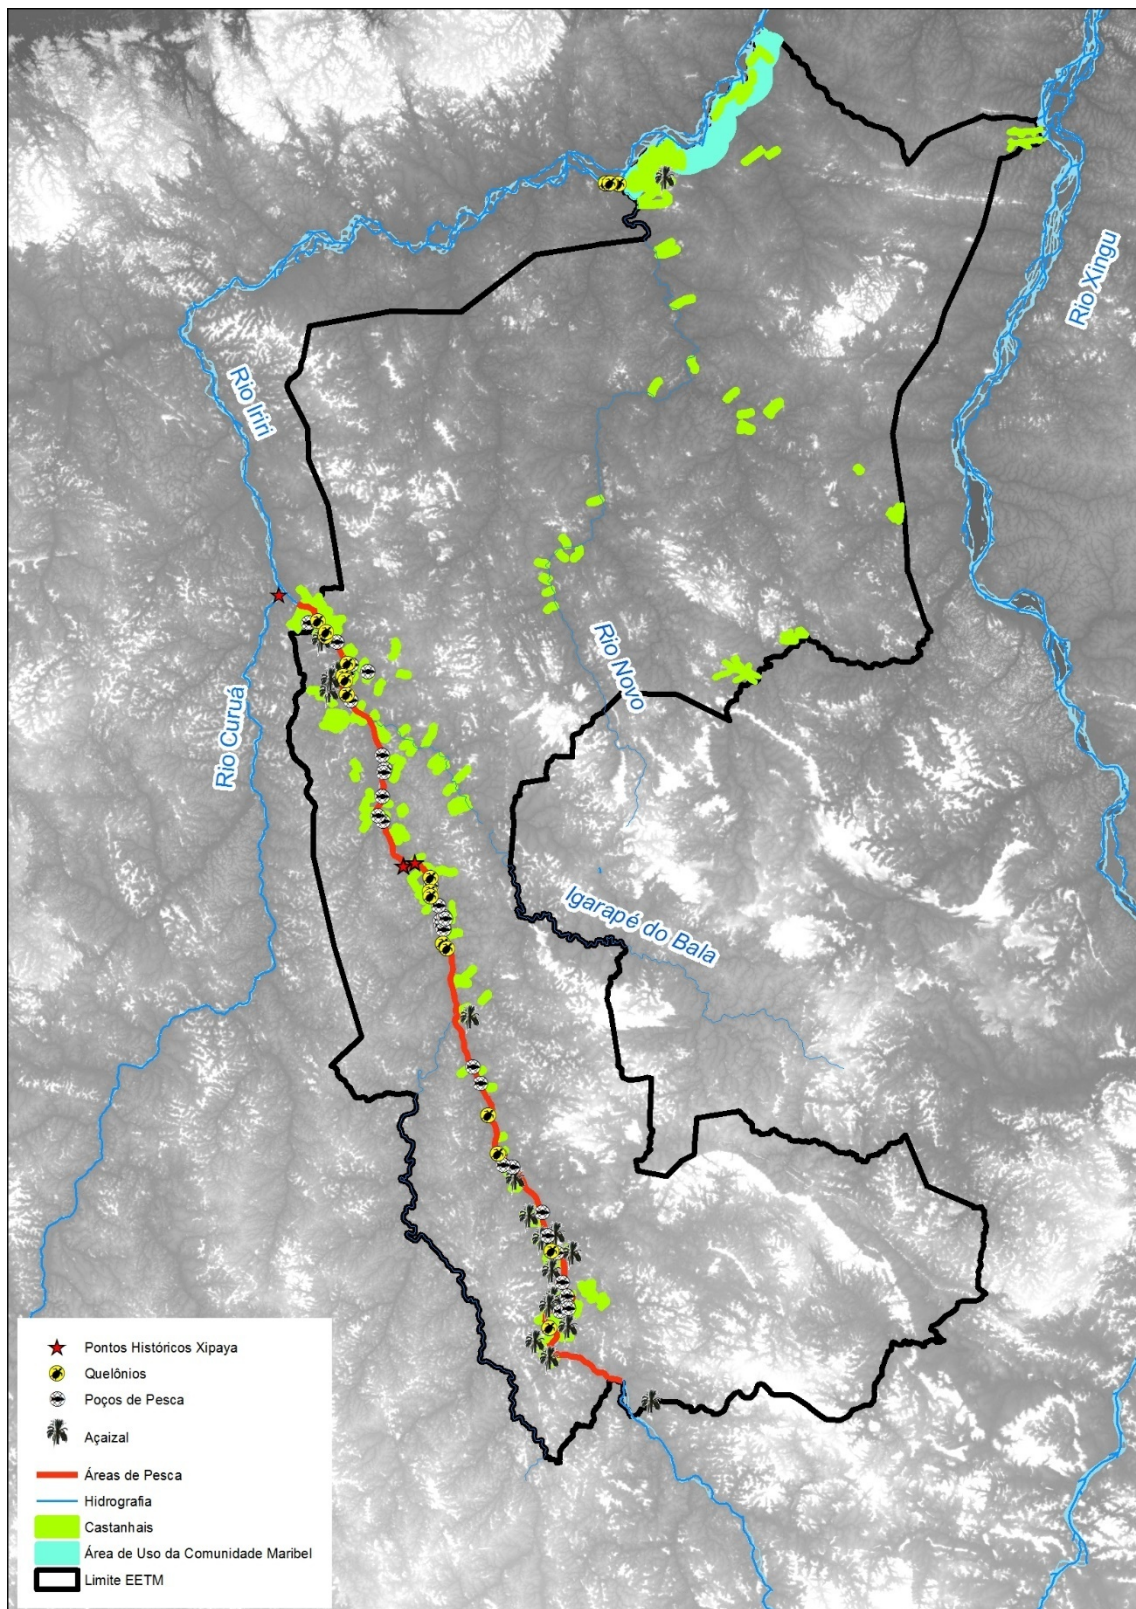 Rio Xingu
Rio Iriri
Rio Novo
Rio Curuá
Igarapé do Bala
Pontos Históricos Xipaya
Quelônios
Poços de Pesca
Açaizal
Áreas de Pesca
Hidrografia
Castanhais
Área de Uso da Comunidade Maribel
Limite EETM